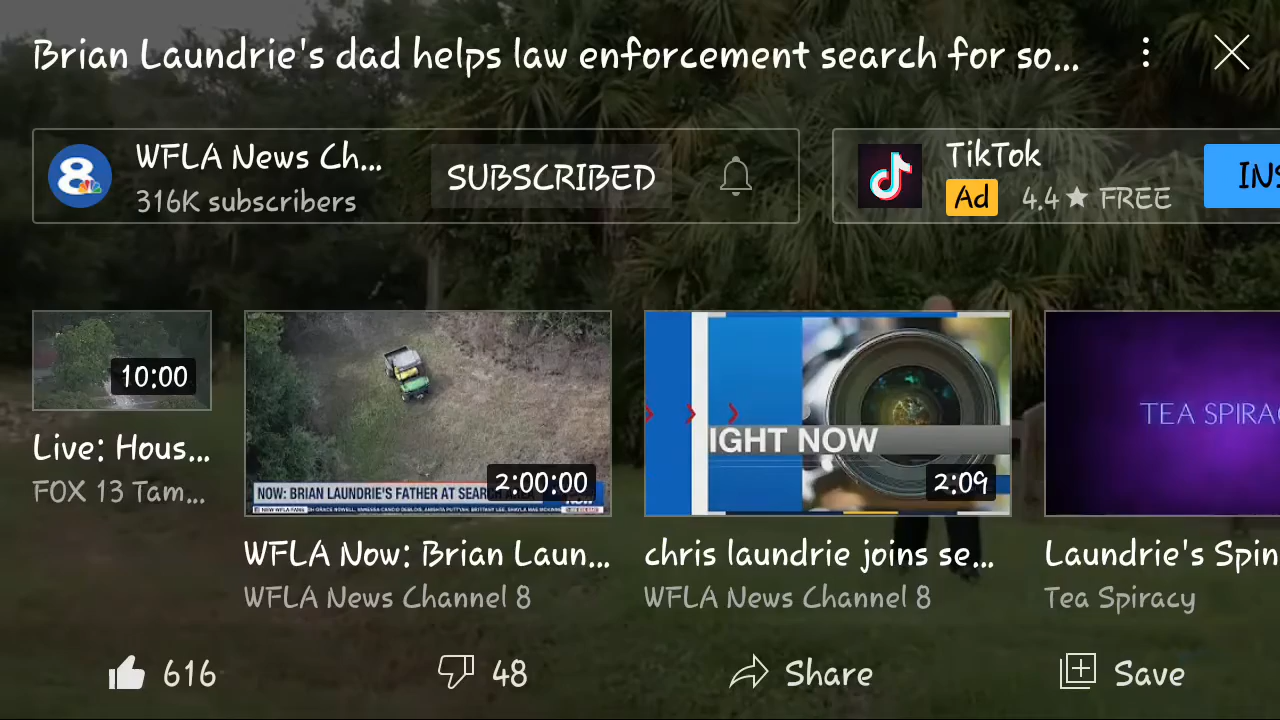 Brian Laundrie's dad helps law enforcement search for so...
WFLA News Ch...
316K subscribers
SUBSCRIBED
8
TikTok
Ad 4.4★ FREE
INS
10:00
Live: Hous...
FOX 13 Tam...
NOW: BRIAN LAUNDRIE'S FATHER AT SEARCH
2:00:00
WFLA Now: Brian Laun...
WFLA News Channel 8
IGHT NOW
2:09
chris laundrie joins se...
WFLA News Channel 8
TEA SPIRAC
Laundrie's Spin
Tea Spiracy
616
48
Share
Save